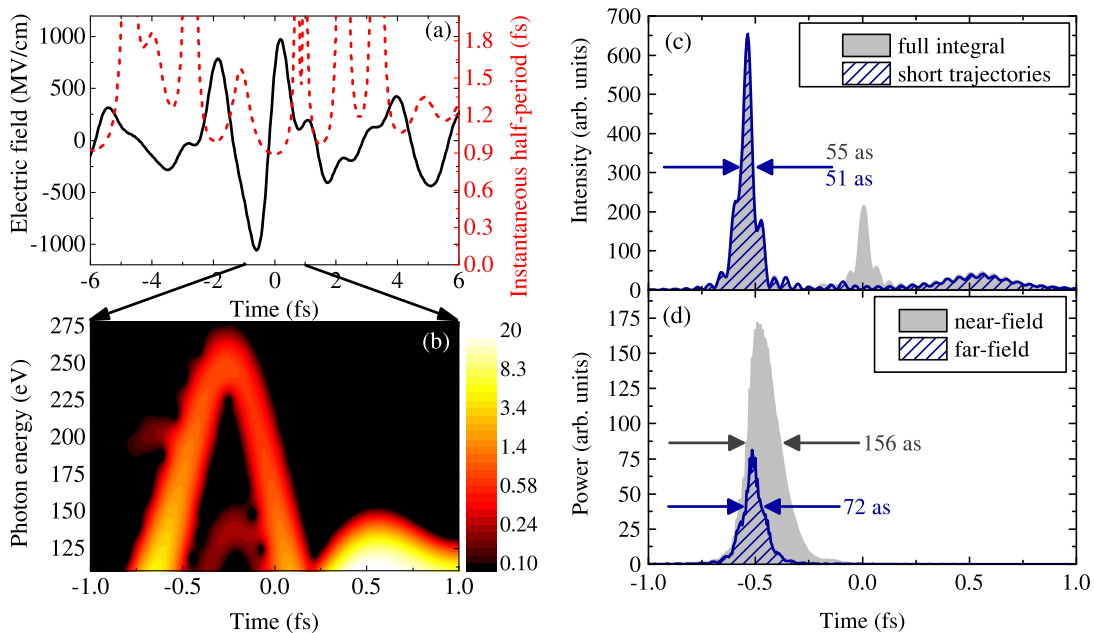 (a)
Electric field (MV/cm)
1000
500
0
-500
-1000
Instantaneous half-period (fs)
1.8
1.5
1.2
0.9
0.6
0.3
0.0
-6 -4 -2 0 2 4 6
Time (fs)
(b)
Photon energy (eV)
275
250
225
200
175
150
125
20
8.3
3.4
1.4
0.58
0.24
0.10
-1.0 -0.5 0.0 0.5 1.0
Time (fs)
(c)
full integral
short trajectories
Intensity (arb. units)
700
600
500
400
300
200
100
0
55 as
51 as
(d)
near-field
far-field
Power (arb. units)
175
150
125
100
75
50
25
0
156 as
72 as
-1.0 -0.5 0.0 0.5 1.0
Time (fs)